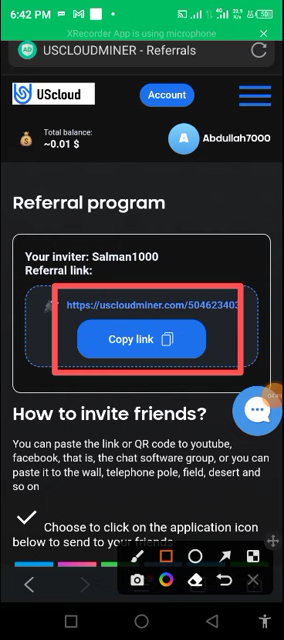 6:42 PM
XRecorder App is using microphone
USCLOUDMINER - Referrals
UScloud
Account
Total balance:
~0.01 $
A
Abdullah7000
Referral program
Your inviter: Salman1000
Referral link:
https://uscloudminer.com/504623403
Copy link
How to invite friends?
You can paste the link or QR code to youtube,
facebook, that is, the chat software group, or you can
paste it to the wall, telephone pole, field, desert and
so on
Choose to click on the application icon
below to send to your friends